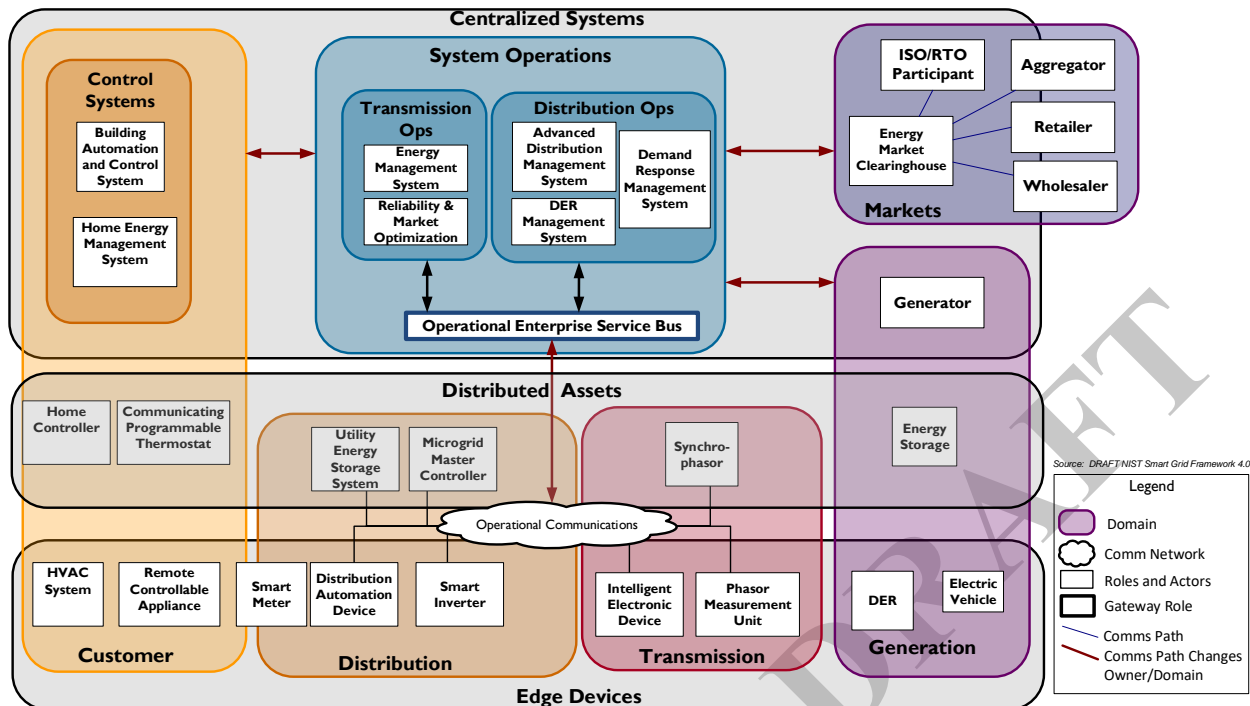 Centralized Systems
Control
Systems
Building
Automation
and Control
System
Home Energy
Management
System
System Operations
Transmission
Ops
Energy
Management
System
Reliability &
Market
Optimization
Distribution Ops
Advanced
Distribution
Management
System
DER
Management
System
Demand
Response
Management
System
Operational Enterprise Service Bus
ISO/RTO
Participant
Aggregator
Energy
Market
Clearinghouse
Retailer
Wholesaler
Markets
Generator
Distributed Assets
Home
Controller
Communicating
Programmable
Thermostat
Utility
Energy
Storage
System
Microgrid
Master
Controller
Synchro-
phasor
Energy
Storage
Operational Communications
HVAC
System
Remote
Controllable
Appliance
Smart
Meter
Distribution
Automation
Device
Smart
Inverter
Intelligent
Electronic
Device
Phasor
Measurement
Unit
DER
Electric
Vehicle
Customer
Distribution
Transmission
Generation
Edge Devices
Source: DRAFT NIST Smart Grid Framework 4.0
Legend
Domain
Comm Network
Roles and Actors
Gateway Role
Comms Path
Comms Path Changes
Owner/Domain
DRAFT